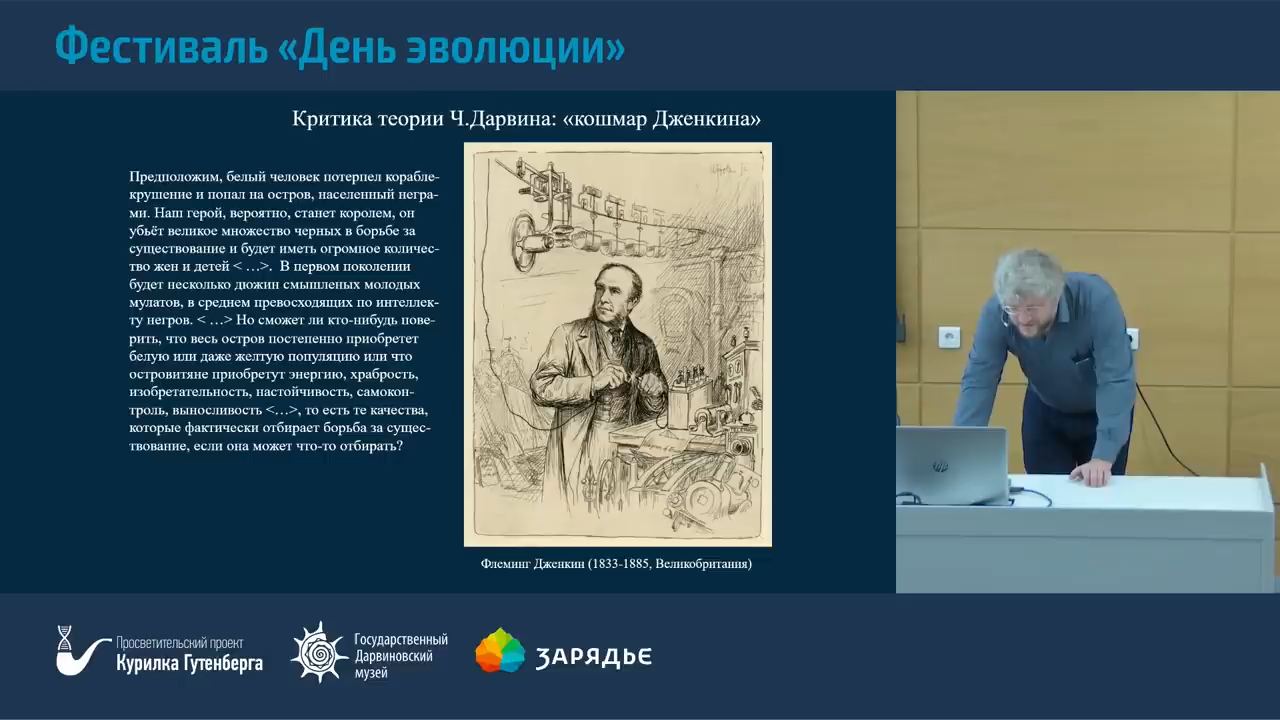 Фестиваль «День эволюции»
Критика теории Ч.Дарвина: «кошмар Дженкина»
Предположим, белый человек потерпел корабле-
крушение и попал на остров, населенный негра-
ми. Наш герой, вероятно, станет королем, он
убьёт великое множество черных в борьбе за
существование и будет иметь огромное количес-
тво жен и детей < …>.  В первом поколении
будет несколько дюжин смышленых молодых
мулатов, в среднем превосходящих по интеллек-
ту негров. < …> Но сможет ли кто-нибудь пове-
рить, что весь остров постепенно приобретет
белую или даже желтую популяцию или что
островитяне приобретут энергию, храбрость,
изобретательность, настойчивость, самокон-
троль, выносливость <…>, то есть те качества,
которые фактически отбирает борьба за сущес-
твование, если она может что-то отбирать?
Флеминг Дженкин (1833-1885, Великобритания)
hp
Просветительский проект
Курилка Гутенберга
Государственный
Дарвиновский
музей
ЗАРЯДЬЕ